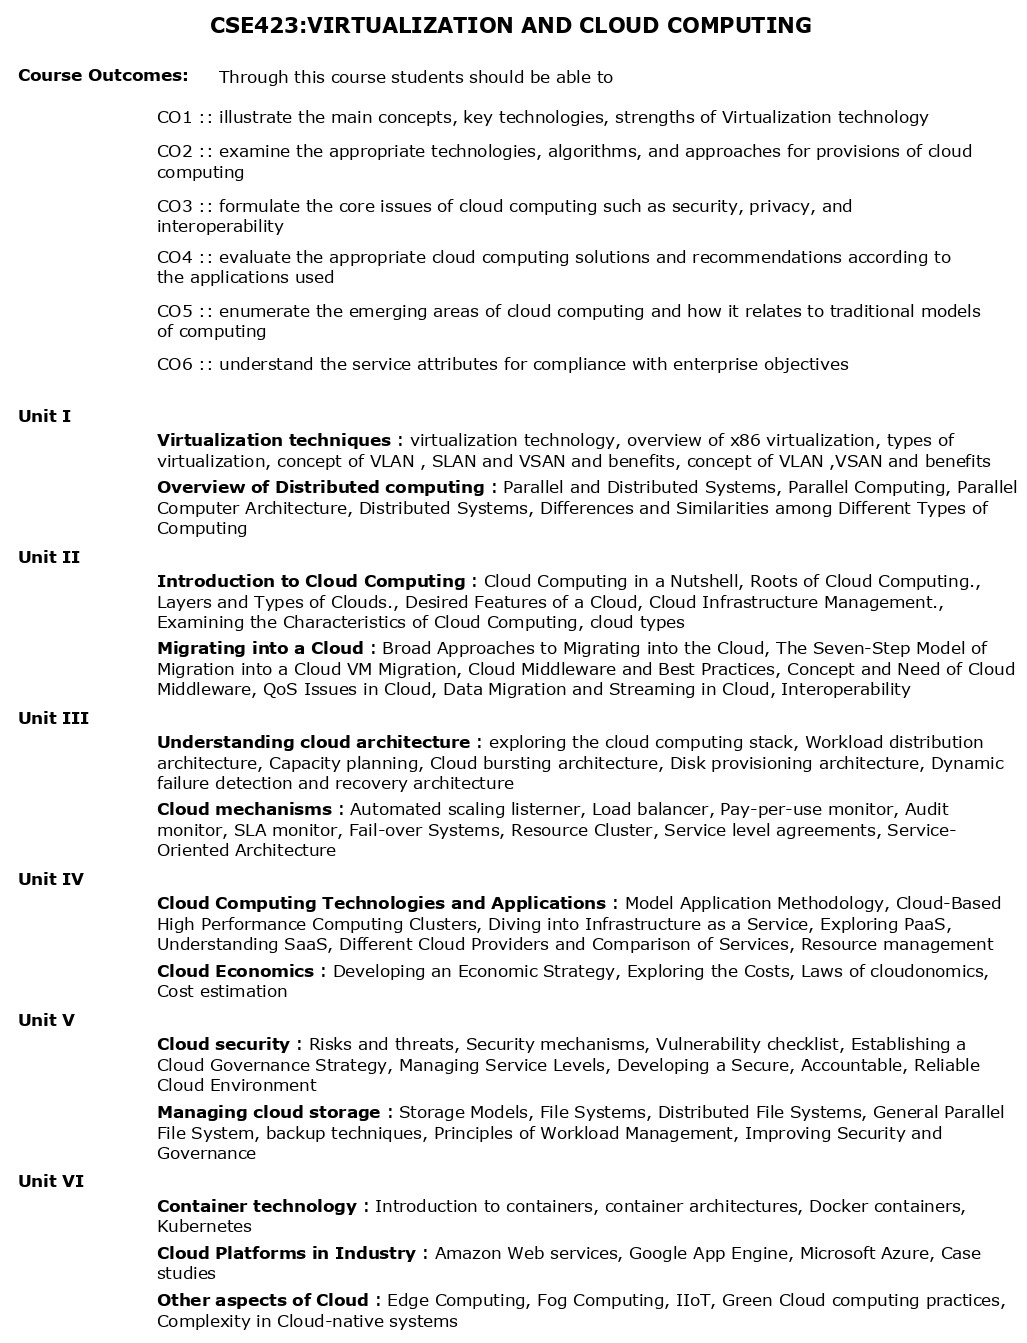 CSE423:VIRTUALIZATION AND CLOUD COMPUTING
Course Outcomes: Through this course students should be able to
CO1 :: illustrate the main concepts, key technologies, strengths of Virtualization technology
CO2 :: examine the appropriate technologies, algorithms, and approaches for provisions of cloud
computing
CO3 :: formulate the core issues of cloud computing such as security, privacy, and
interoperability
CO4 :: evaluate the appropriate cloud computing solutions and recommendations according to
the applications used
CO5 :: enumerate the emerging areas of cloud computing and how it relates to traditional models
of computing
CO6 :: understand the service attributes for compliance with enterprise objectives
Unit I
Virtualization techniques : virtualization technology, overview of x86 virtualization, types of
virtualization, concept of VLAN , SLAN and VSAN and benefits, concept of VLAN ,VSAN and benefits
Overview of Distributed computing : Parallel and Distributed Systems, Parallel Computing, Parallel
Computer Architecture, Distributed Systems, Differences and Similarities among Different Types of
Computing
Unit II
Introduction to Cloud Computing : Cloud Computing in a Nutshell, Roots of Cloud Computing.,
Layers and Types of Clouds., Desired Features of a Cloud, Cloud Infrastructure Management.,
Examining the Characteristics of Cloud Computing, cloud types
Migrating into a Cloud : Broad Approaches to Migrating into the Cloud, The Seven-Step Model of
Migration into a Cloud VM Migration, Cloud Middleware and Best Practices, Concept and Need of Cloud
Middleware, QoS Issues in Cloud, Data Migration and Streaming in Cloud, Interoperability
Unit III
Understanding cloud architecture : exploring the cloud computing stack, Workload distribution
architecture, Capacity planning, Cloud bursting architecture, Disk provisioning architecture, Dynamic
failure detection and recovery architecture
Cloud mechanisms : Automated scaling listerner, Load balancer, Pay-per-use monitor, Audit
monitor, SLA monitor, Fail-over Systems, Resource Cluster, Service level agreements, Service-
Oriented Architecture
Unit IV
Cloud Computing Technologies and Applications : Model Application Methodology, Cloud-Based
High Performance Computing Clusters, Diving into Infrastructure as a Service, Exploring PaaS,
Understanding SaaS, Different Cloud Providers and Comparison of Services, Resource management
Cloud Economics : Developing an Economic Strategy, Exploring the Costs, Laws of cloudonomics,
Cost estimation
Unit V
Cloud security : Risks and threats, Security mechanisms, Vulnerability checklist, Establishing a
Cloud Governance Strategy, Managing Service Levels, Developing a Secure, Accountable, Reliable
Cloud Environment
Managing cloud storage : Storage Models, File Systems, Distributed File Systems, General Parallel
File System, backup techniques, Principles of Workload Management, Improving Security and
Governance
Unit VI
Container technology : Introduction to containers, container architectures, Docker containers,
Kubernetes
Cloud Platforms in Industry : Amazon Web services, Google App Engine, Microsoft Azure, Case
studies
Other aspects of Cloud : Edge Computing, Fog Computing, IIoT, Green Cloud computing practices,
Complexity in Cloud-native systems